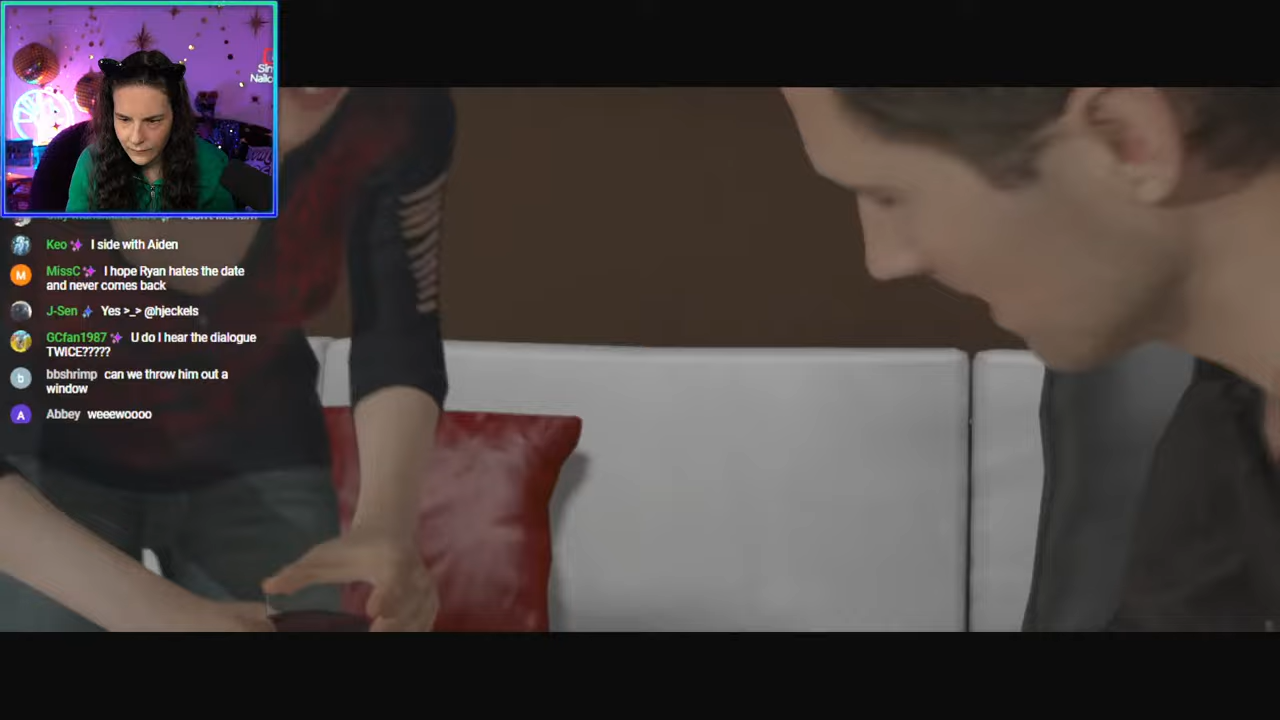 Keo I side with Aiden
MissC I hope Ryan hates the date
and never comes back
J-Sen Yes >_> @hjeckels
GCfan1987 U do I hear the dialogue
TWICE?????
bbshrimp can we throw him out a
window
Abbey weeewoooo